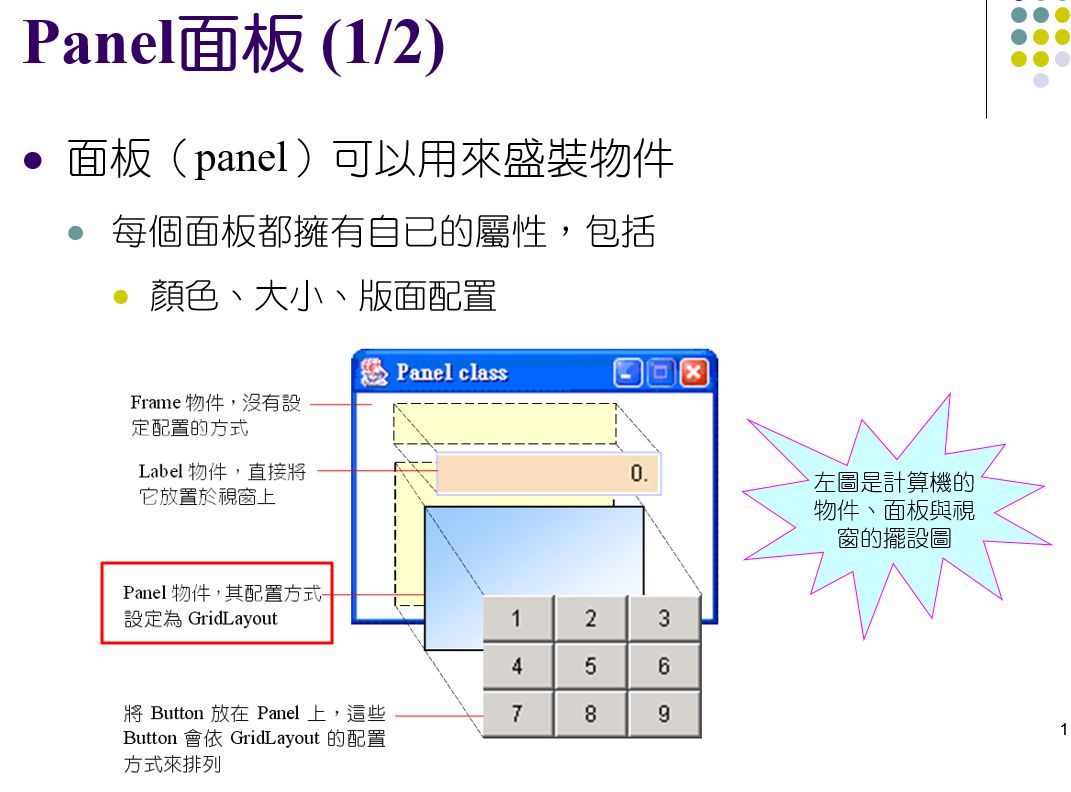 Panel面板 (1/2)
面板（panel）可以用來盛裝物件
每個面板都擁有自已的屬性，包括
顏色、大小、版面配置
Panel class
Frame 物件，沒有設
定配置的方式
Label 物件，直接將
它放置於視窗上
0.
左圖是計算機的
物件、面板與視
窗的擺設圖
Panel 物件，其配置方式
設定為 GridLayout
1 2 3
4 5 6
7 8 9
將 Button 放在 Panel 上，這些
Button 會依 GridLayout 的配置
方式來排列
1